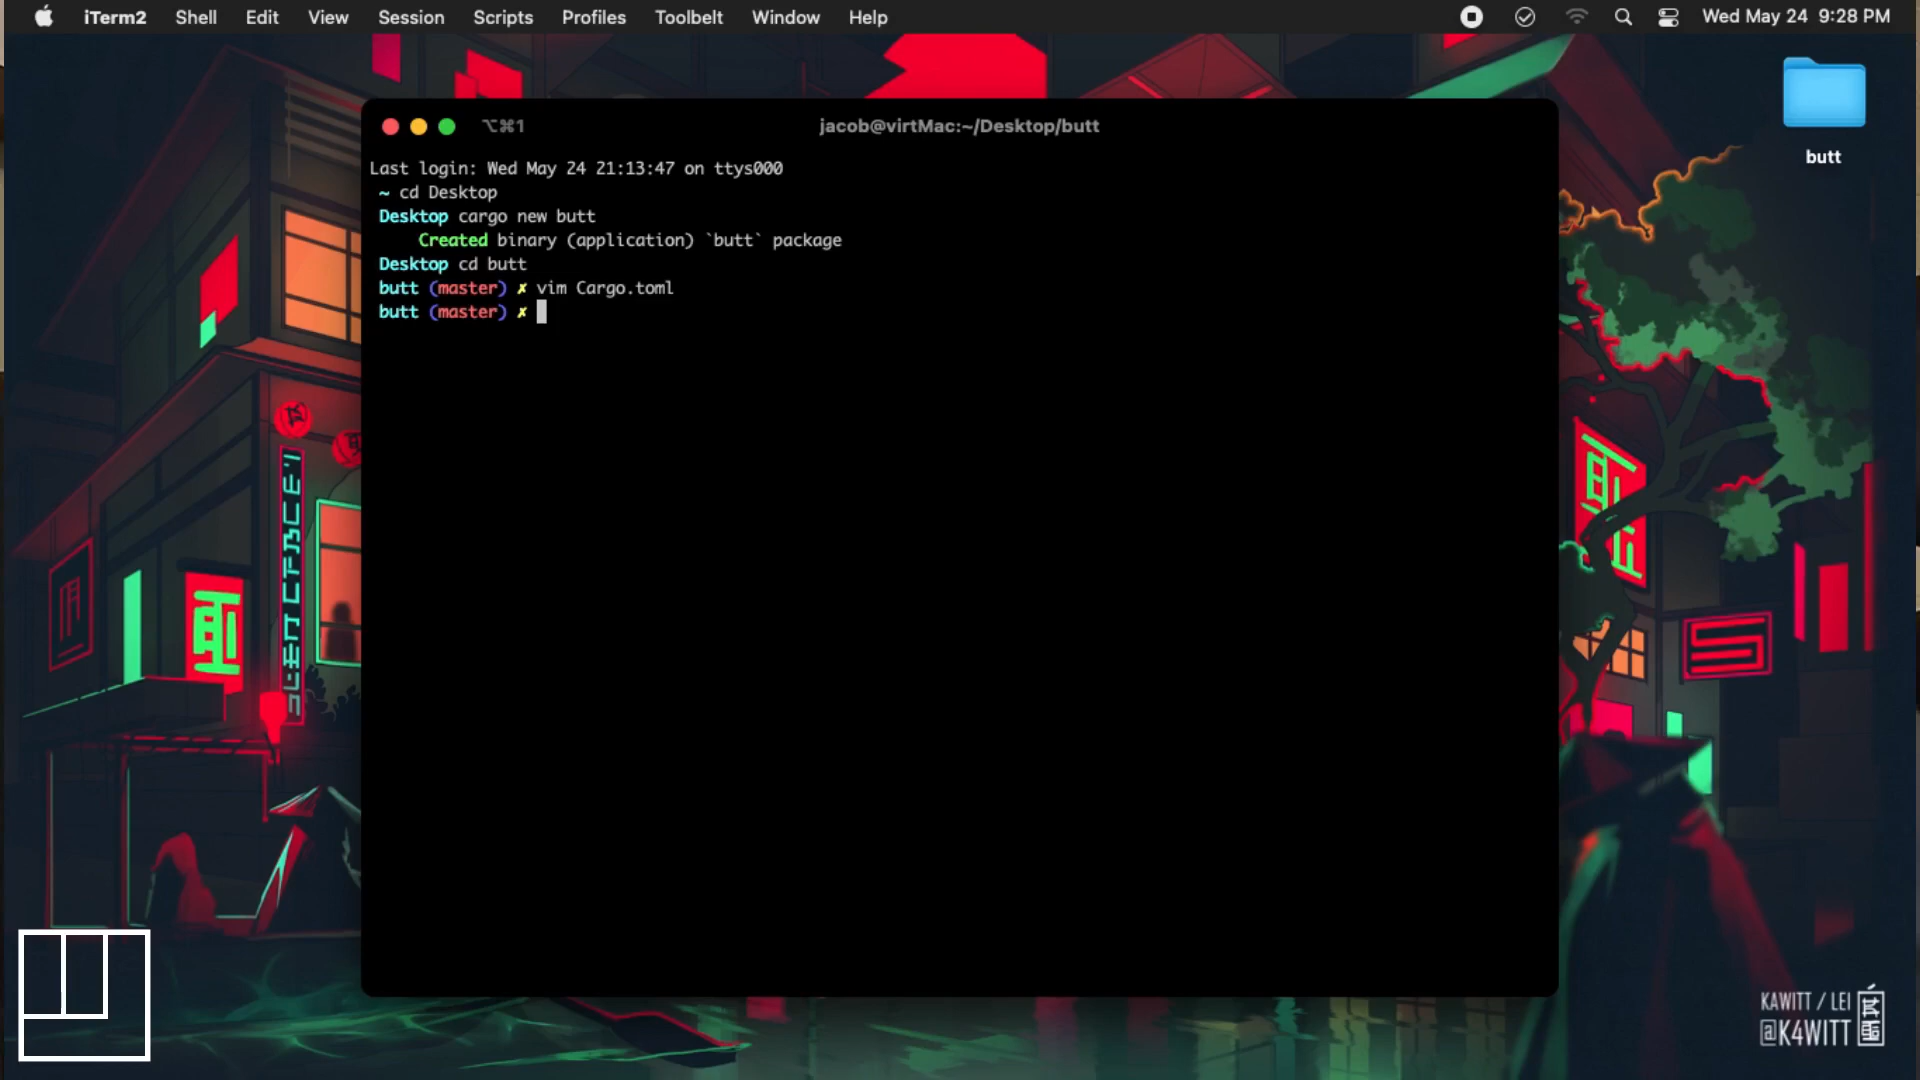 iTerm2 Shell Edit View Session Scripts Profiles Toolbelt Window Help
Wed May 24 9:28 PM
butt
⌥⌘1
jacob@virtMac:~/Desktop/butt
Last login: Wed May 24 21:13:47 on ttys000
~ cd Desktop
Desktop cargo new butt
Created binary (application) `butt` package
Desktop cd butt
butt (master) ✗ vim Cargo.toml
butt (master) ✗
KAWITT / LEI
@K4WITT